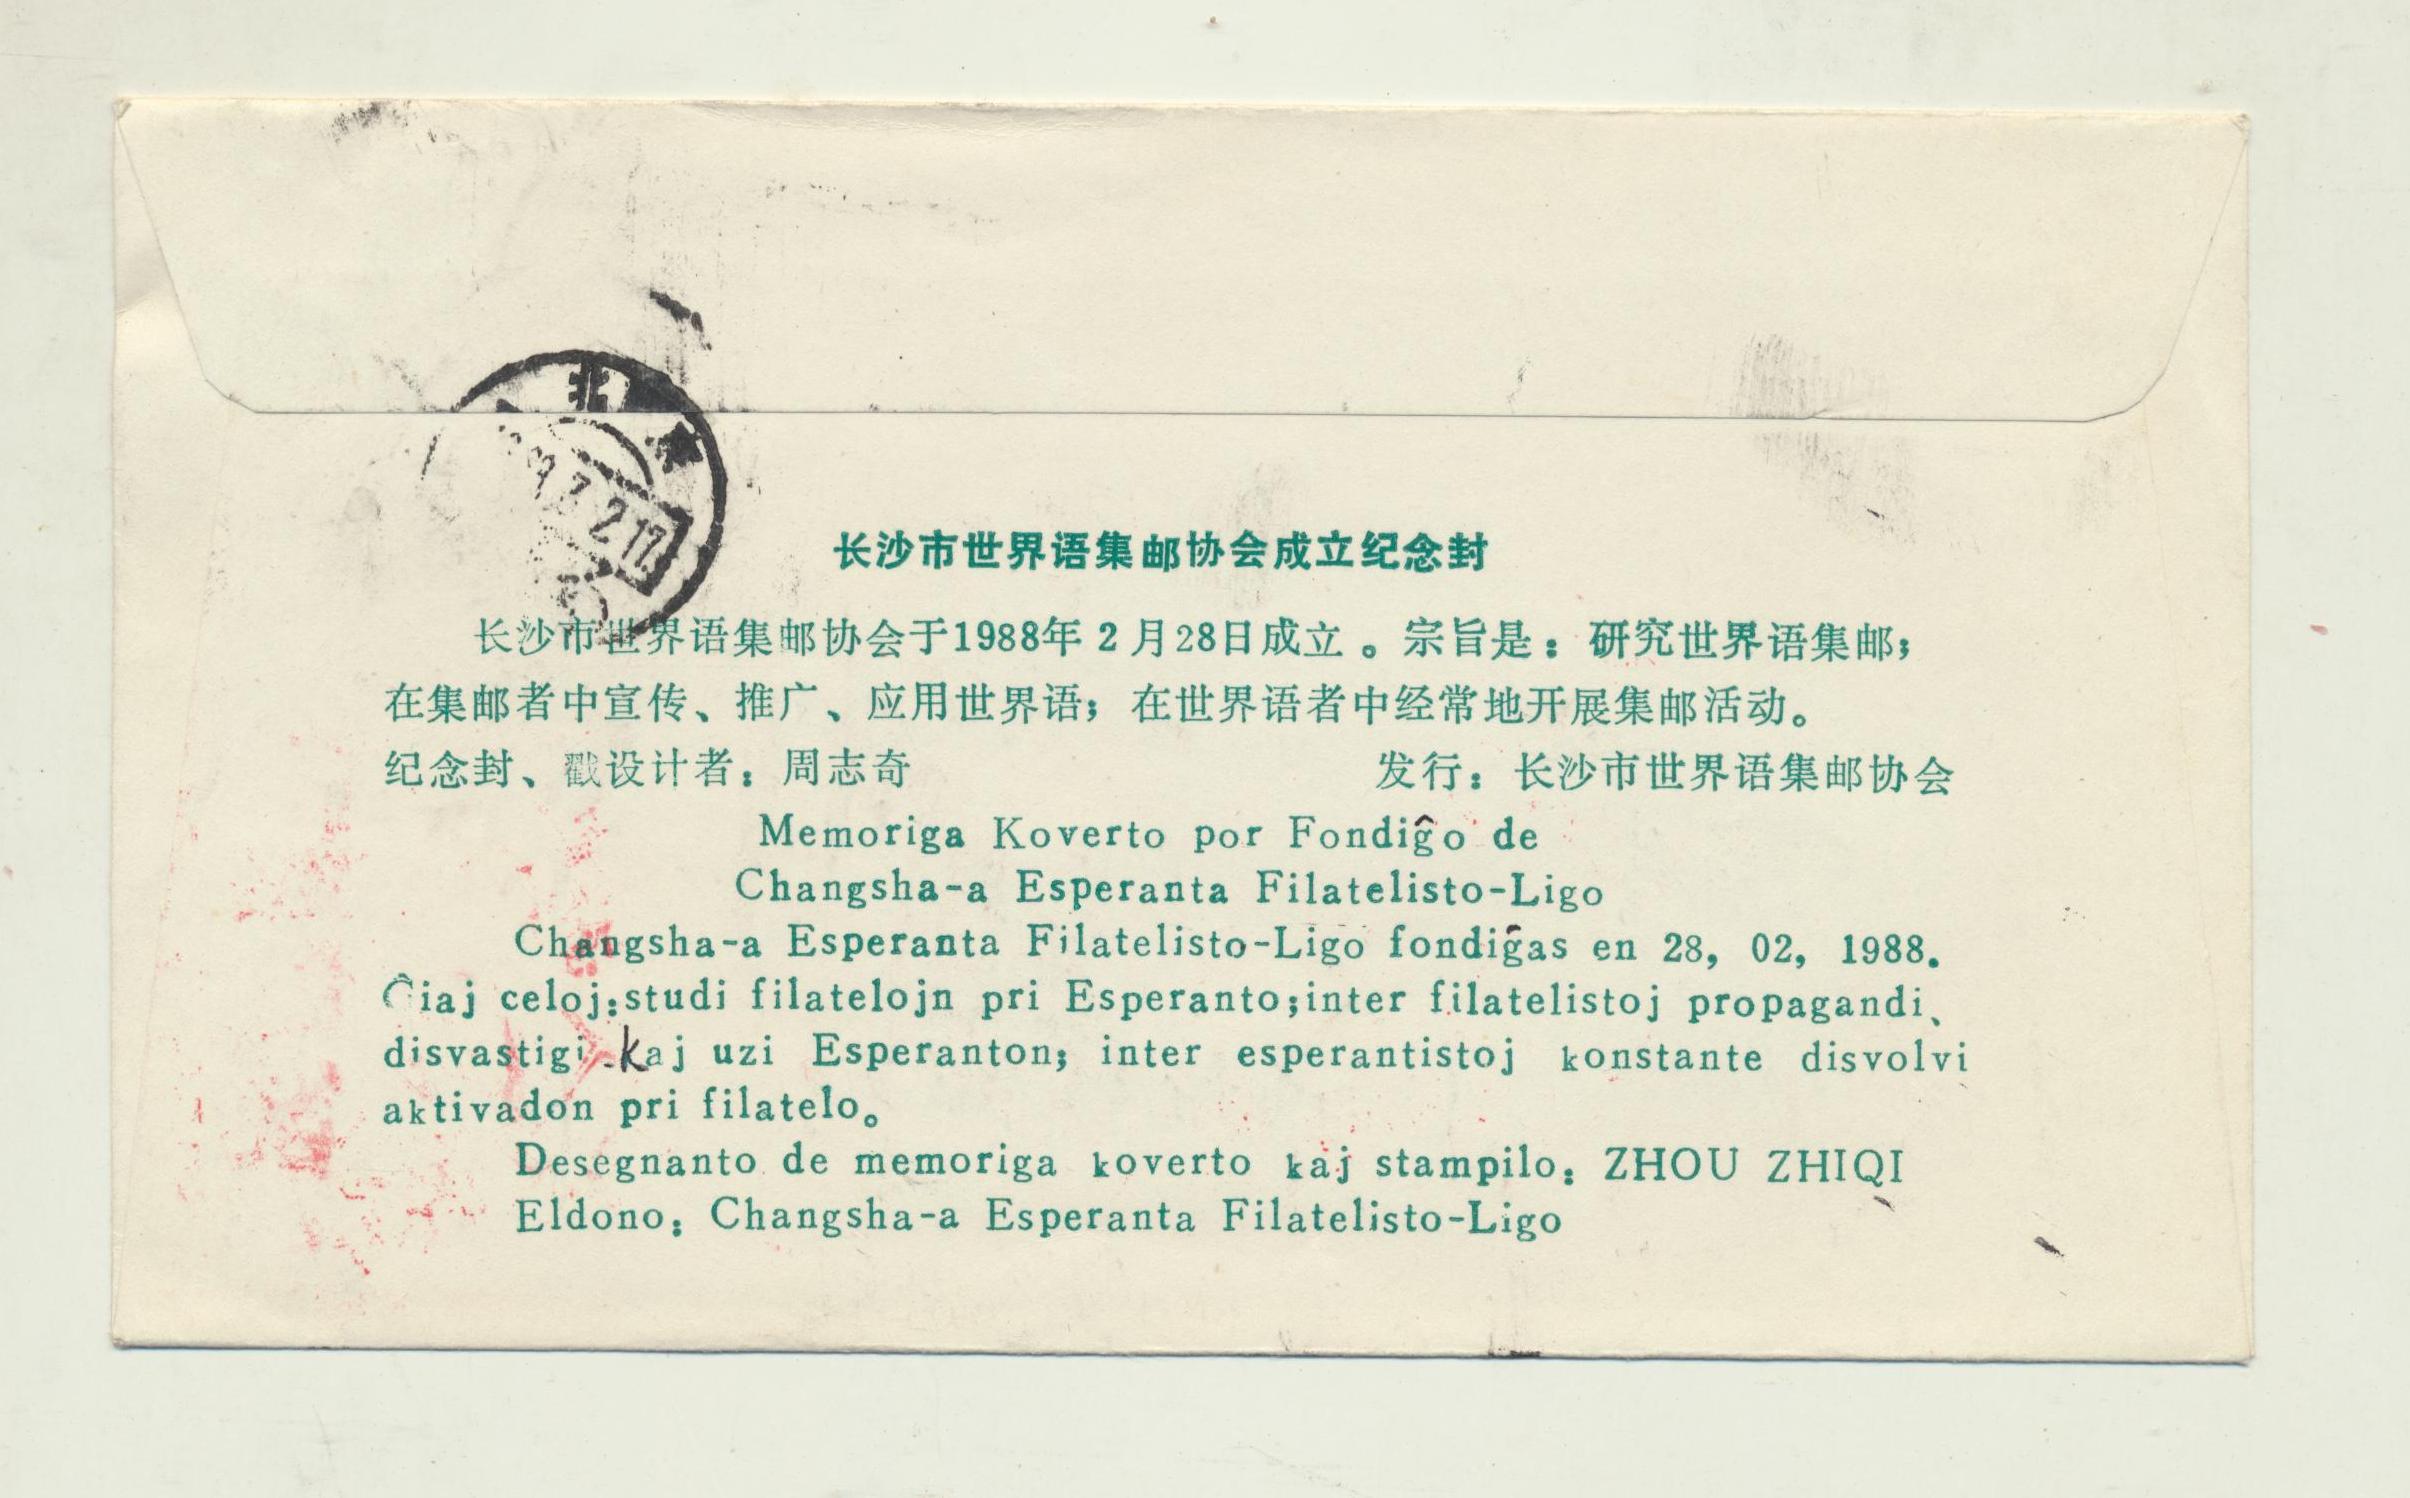 北京
7.2.17
长沙市世界语集邮协会成立纪念封
长沙市世界语集邮协会于1988年2月28日成立。宗旨是：研究世界语集邮；
在集邮者中宣传、推广、应用世界语；在世界语者中经常地开展集邮活动。
纪念封、戳设计者：周志奇 发行：长沙市世界语集邮协会
Memoriga Koverto por Fondiĝo de
Changsha-a Esperanta Filatelisto-Ligo
Changsha-a Esperanta Filatelisto-Ligo fondiĝas en 28, 02, 1988.
Ĉiaj celoj:studi filatelojn pri Esperanto;inter filatelistoj propagandi、
disvastigi kaj uzi Esperanton; inter esperantistoj konstante disvolvi
aktivadon pri filatelo。
Desegnanto de memoriga koverto kaj stampilo: ZHOU ZHIQI
Eldono: Changsha-a Esperanta Filatelisto-Ligo